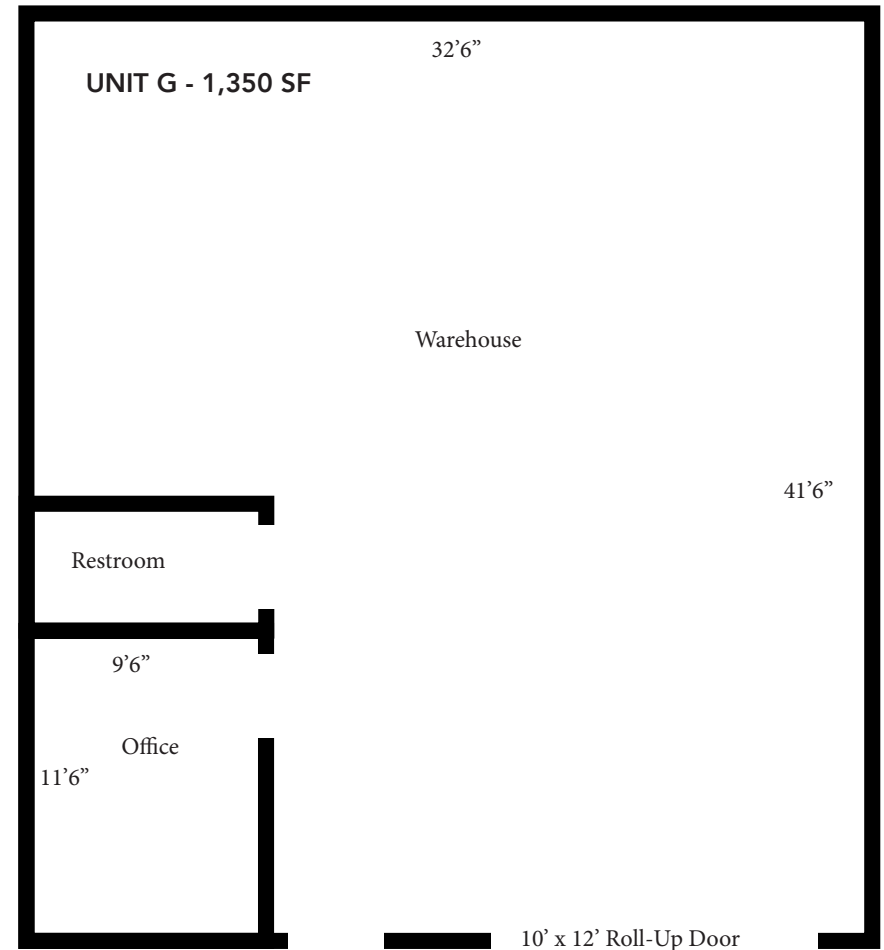 32’6”
UNIT G - 1,350 SF
Warehouse
41’6”
Restroom
9’6”
Office
11’6”
10’ x 12’ Roll-Up Door